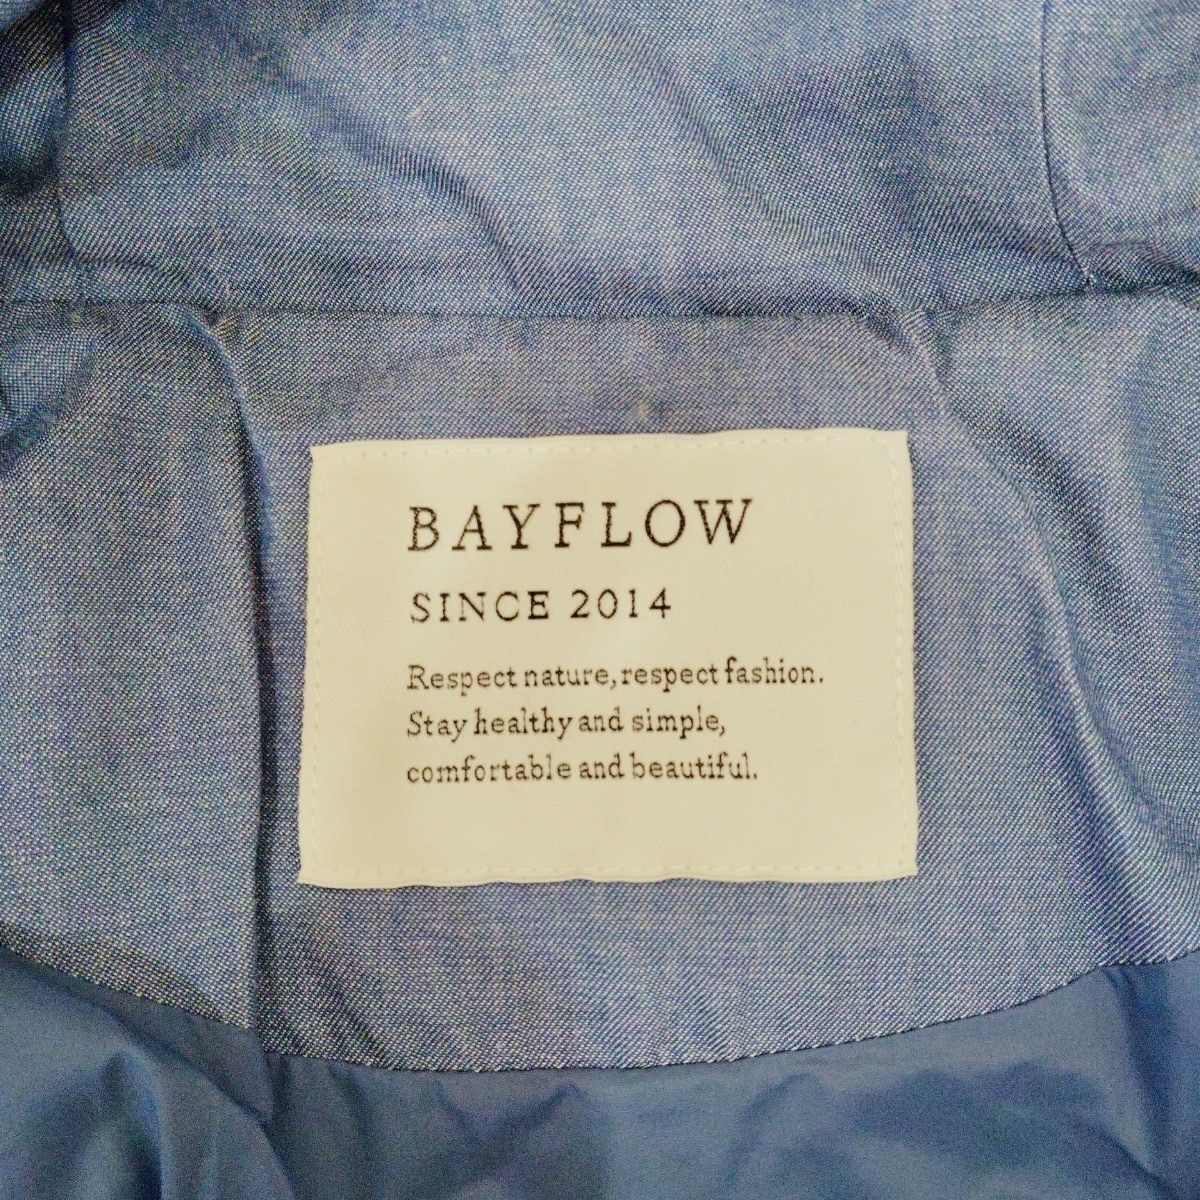 BAYFLOW
SINCE 2014
Respect nature, respect fashion.
Stay healthy and simple,
comfortable and beautiful.